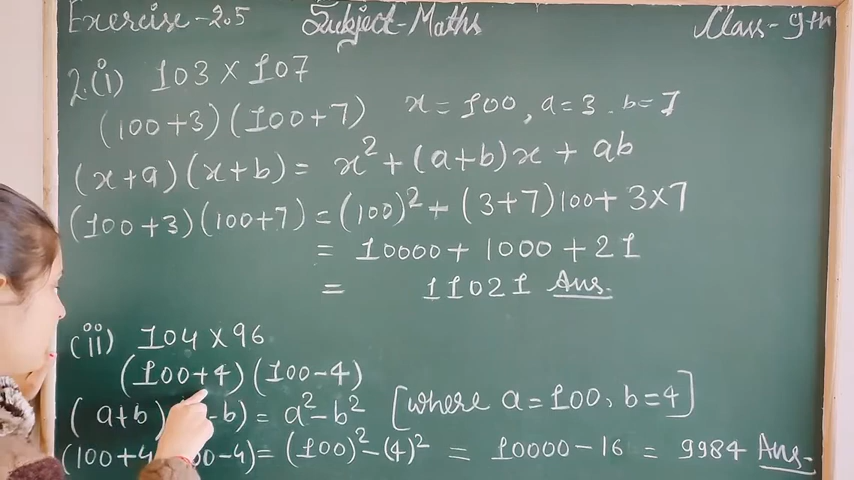 Exercise-2.5 Subject-Maths Class-9th
2.(i) 103 × 107
(100+3) (100+7) x = 100, a=3. b=7
(x+a) (x+b) = x² + (a+b)x + ab
(100+3) (100+7) = (100)² + (3+7)100 + 3×7
= 10000 + 1000 + 21
= 11021 Ans.
(ii) 104 × 96
(100+4) (100-4)
(a+b) -b) = a²-b² [where a=100, b=4]
(100+4 00-4) = (100)² - (4)² = 10000-16 = 9984 Ans.